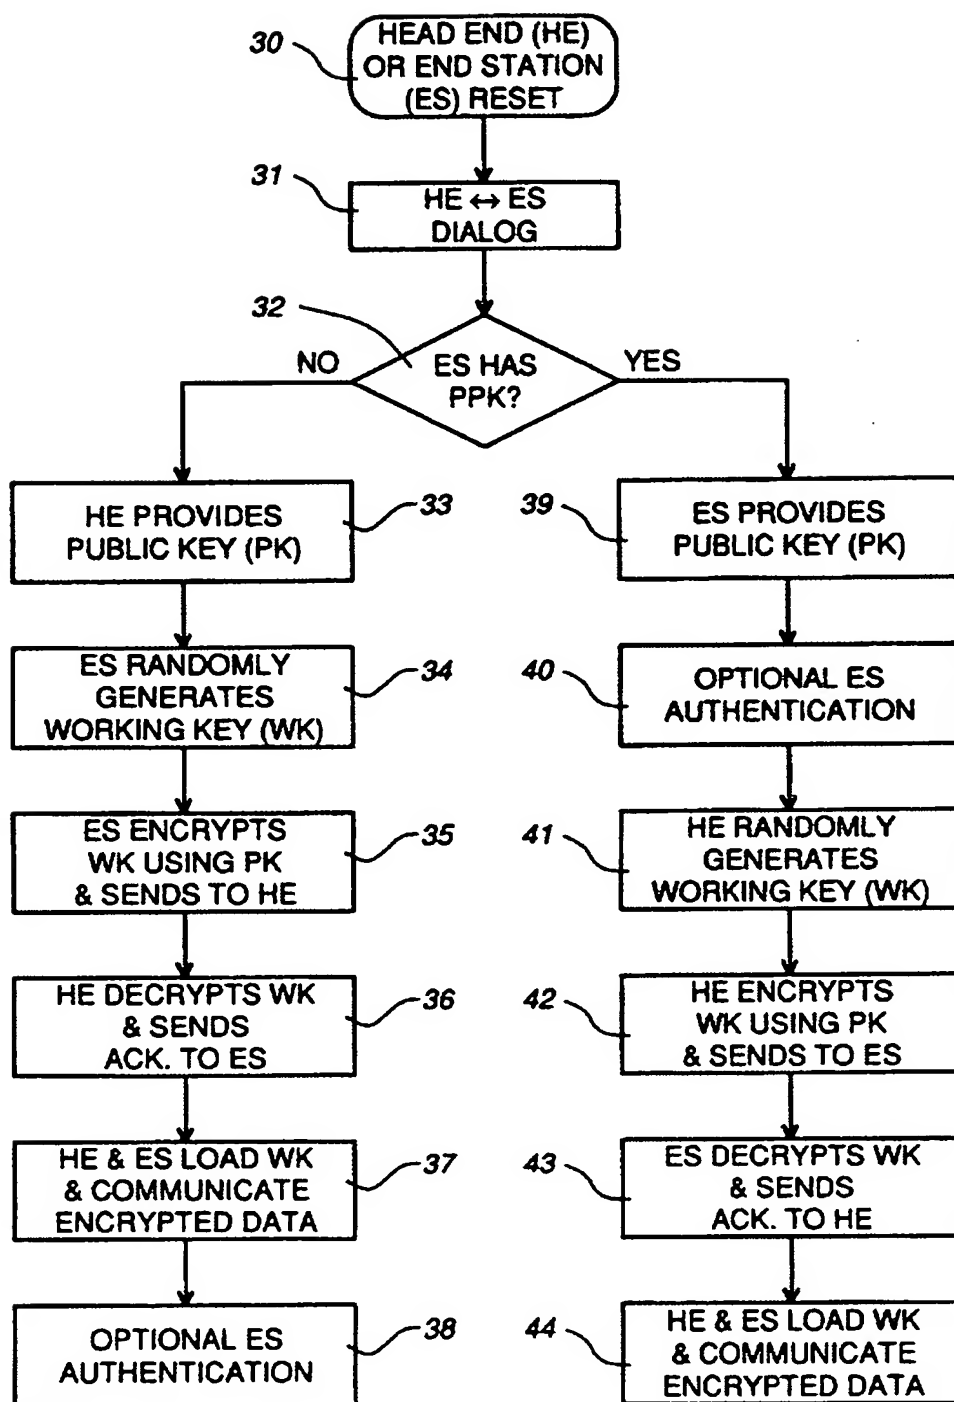 30
HEAD END (HE)
OR END STATION
(ES) RESET
31
HE ↔ ES
DIALOG
32
ES HAS
PPK?
NO
YES
HE PROVIDES
PUBLIC KEY (PK)
33
ES RANDOMLY
GENERATES
WORKING KEY (WK)
34
ES ENCRYPTS
WK USING PK
& SENDS TO HE
35
HE DECRYPTS WK
& SENDS
ACK. TO ES
36
HE & ES LOAD WK
& COMMUNICATE
ENCRYPTED DATA
37
OPTIONAL ES
AUTHENTICATION
38
39
ES PROVIDES
PUBLIC KEY (PK)
40
OPTIONAL ES
AUTHENTICATION
41
HE RANDOMLY
GENERATES
WORKING KEY (WK)
42
HE ENCRYPTS
WK USING PK
& SENDS TO ES
43
ES DECRYPTS WK
& SENDS
ACK. TO HE
44
HE & ES LOAD WK
& COMMUNICATE
ENCRYPTED DATA